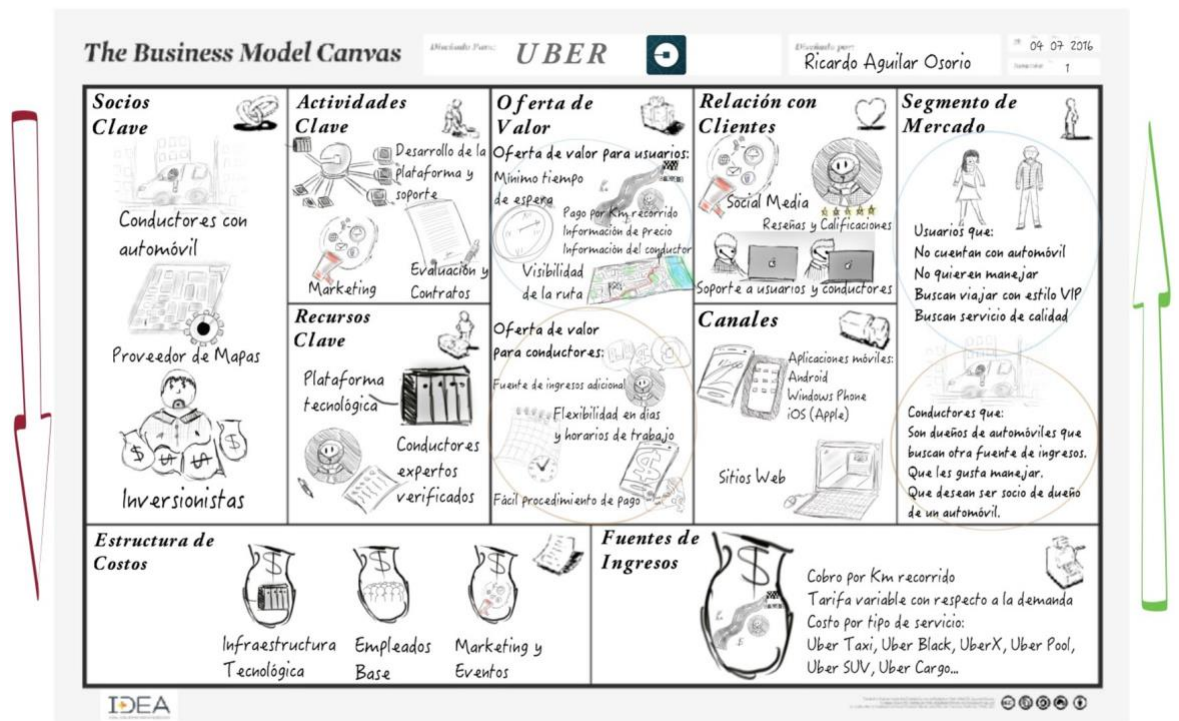 The Business Model Canvas
Diseñado Para:
UBER
Diseñado por:
Ricardo Aguilar Osorio
04 07 2016
1
Socios
Clave
Conductores con
automóvil
Proveedor de Mapas
Inversionistas
Actividades
Clave
Desarrollo de la
Plataforma y
soporte
Marketing
Evaluación y
Contratos
Recursos
Clave
Plataforma
tecnológica
Conductores
expertos
verificados
Oferta de
Valor
Oferta de valor para usuarios:
Mínimo tiempo
de espera
Pago por Km recorrido
Información de precio
Información del conductor
Visibilidad
de la ruta
Oferta de valor
para conductores:
Fuente de ingresos adicional
Flexibilidad en dias
y horarios de trabajo
Fácil procedimiento de pago
Relación con
Clientes
Social Media
Reseñas y Calificaciones
Soporte a usuarios y conductores
Canales
Aplicaciones móviles:
Android
Windows Phone
iOS (Apple)
Sitios Web
Segmento de
Mercado
Usuarios que:
No cuentan con automóvil
No quieren manejar
Buscan viajar con estilo VIP
Buscan servicio de calidad
Conductores que:
Son dueños de automóviles que
buscan otra fuente de ingresos.
Que les gusta manejar.
Que desean ser socio de dueño
de un automóvil.
Estructura de
Costos
Infraestructura
Tecnológica
Empleados
Base
Marketing y
Eventos
Fuentes de
Ingresos
Cobro por Km recorrido
Tarifa variable con respecto a la demanda
Costo por tipo de servicio:
Uber Taxi, Uber Black, UberX, Uber Pool,
Uber SUV, Uber Cargo...
IDEA